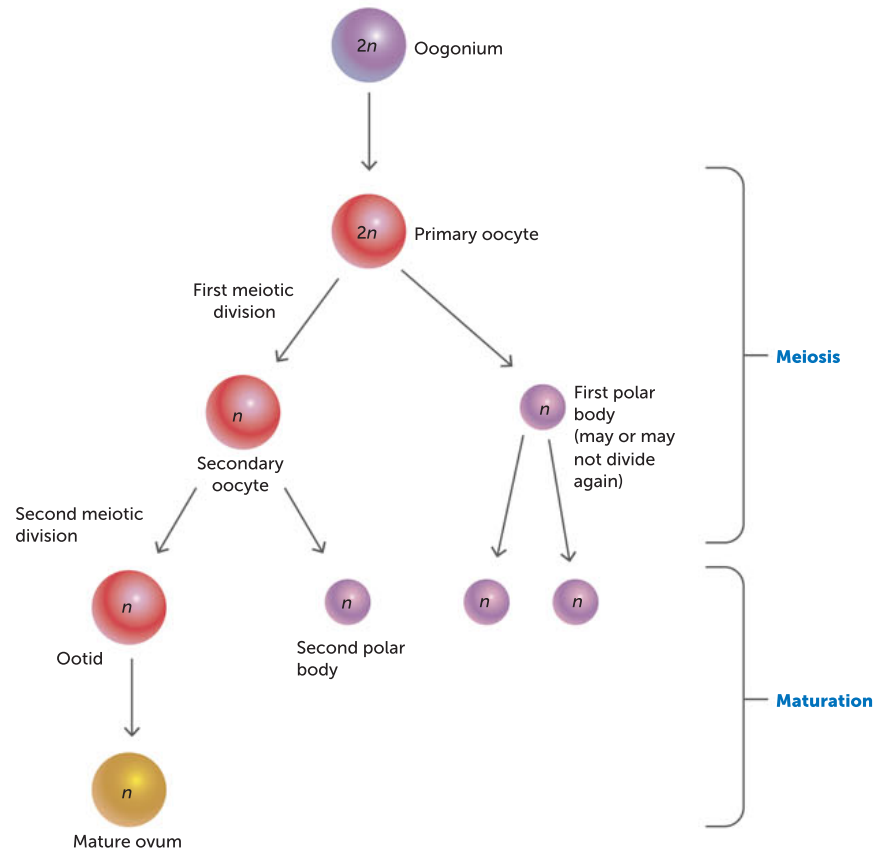 2n
Oogonium
2n
Primary oocyte
First meiotic
division
Meiosis
n
First polar
body
(may or may
not divide
again)
n
Secondary
oocyte
Second meiotic
division
n
n
n
n
Second polar
body
Ootid
Maturation
n
Mature ovum